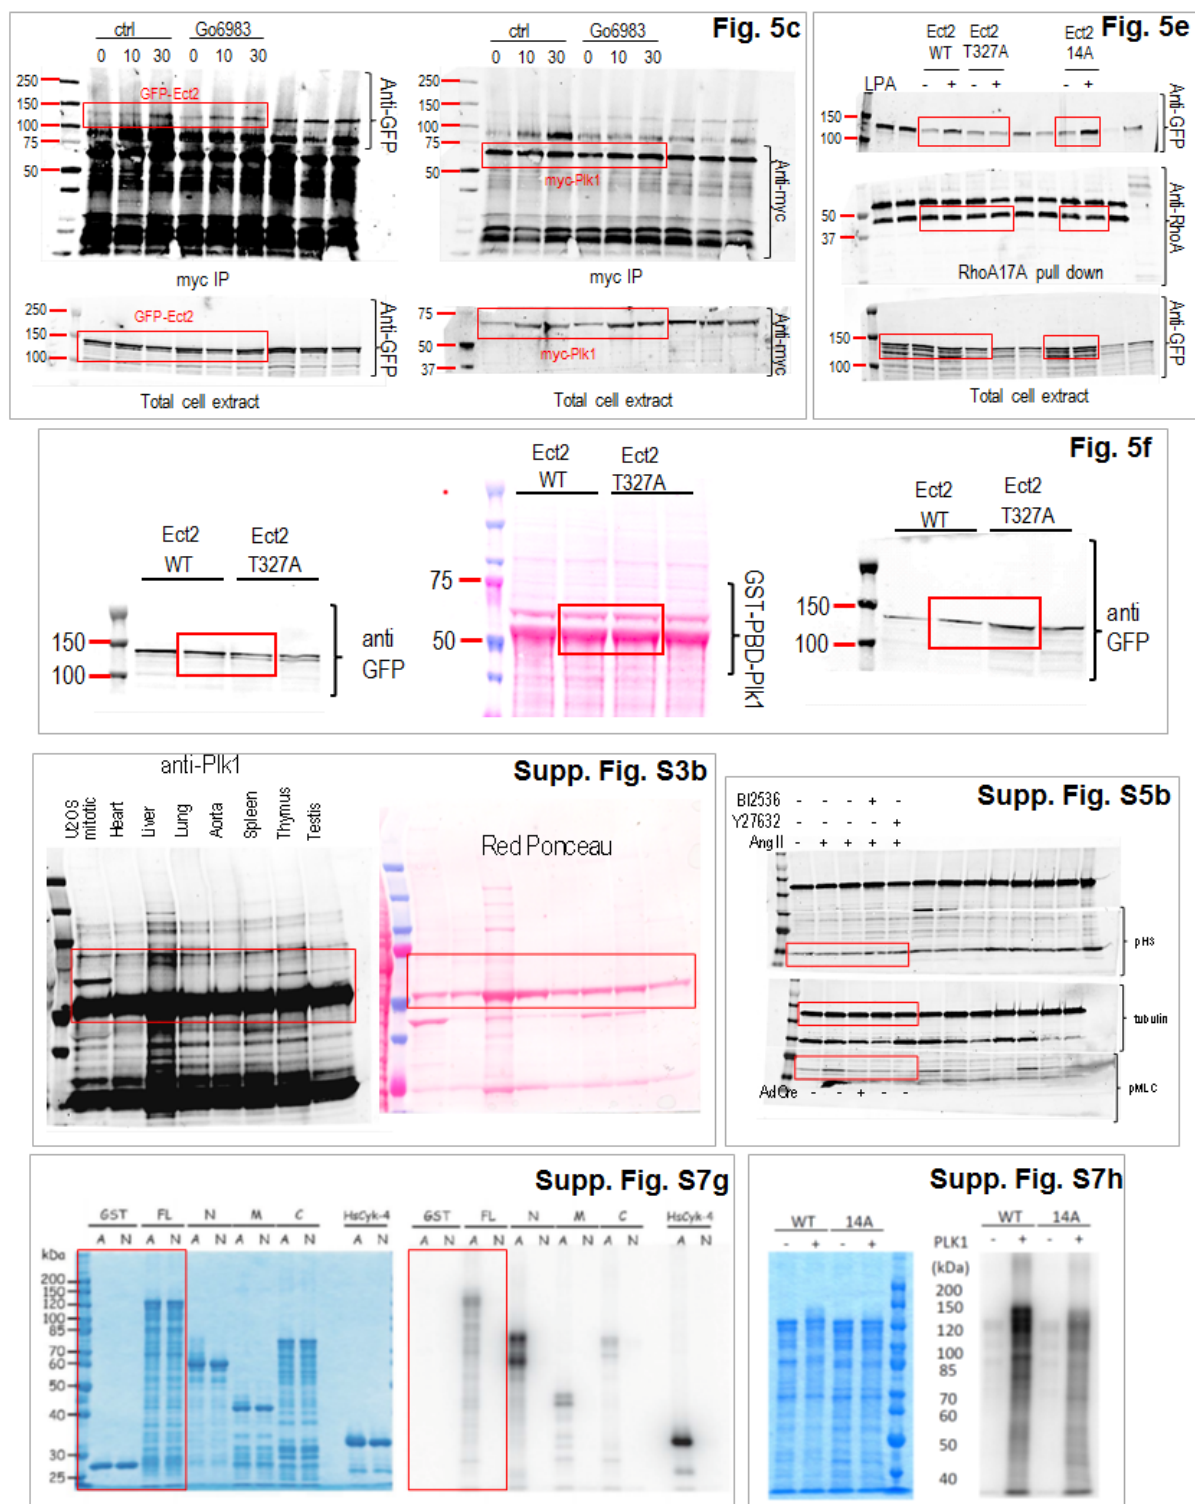 Fig. 5c
ctrl Go6983
0 10 30 0 10 30
250
150
100
75
50
GFP-Ect2
Anti-GFP
myc IP
250
150
100
GFP-Ect2
Anti-GFP
Total cell extract
ctrl Go6983
0 10 30 0 10 30
250
150
100
75
50
myc-Plk1
Anti-myc
75
50
37
myc-Plk1
Anti-myc
Total cell extract
Fig. 5e
Ect2 Ect2 Ect2
WT T327A 14A
LPA - + - + - +
150
100
Anti-GFP
50
37
Anti-RhoA
RhoA17A pull down
150
100
Anti-GFP
Total cell extract
Fig. 5f
Ect2 Ect2
WT T327A
150
100
anti
GFP
Ect2 Ect2
WT T327A
75
50
GST-PBD-Plk1
Ect2 Ect2
WT T327A
150
100
anti
GFP
Supp. Fig. S3b
anti-Plk1
U2OS mitotic
Heart
Liver
Lung
Aorta
Spleen
Thymus
Testis
Red Ponceau
Supp. Fig. S5b
BI2536 - - - + -
Y27632 - - - - +
Ang II - + + + +
pH3
tubulin
pMLC
Ad Cre - - + - -
Supp. Fig. S7g
GST FL N M C HsCyk-4
A N A N A N A N A N A N
kDa
200
150
120
85
70
60
50
40
30
25
GST FL N M C HsCyk-4
A N A N A N A N A N A N
Supp. Fig. S7h
WT 14A
- + - +
WT 14A
PLK1 - + - +
(kDa)
200
150
120
100
85
70
60
50
40